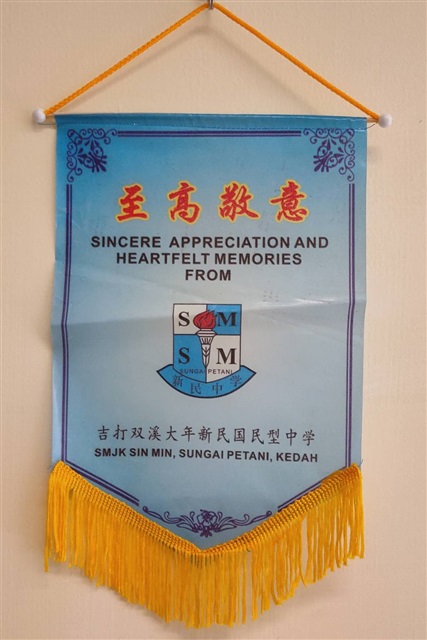 至高敬意
SINCERE APPRECIATION AND
HEARTFELT MEMORIES
FROM
S M
S M
SUNGAI PETANI
新民中学
吉打双溪大年新民国民型中学
SMJK SIN MIN, SUNGAI PETANI, KEDAH